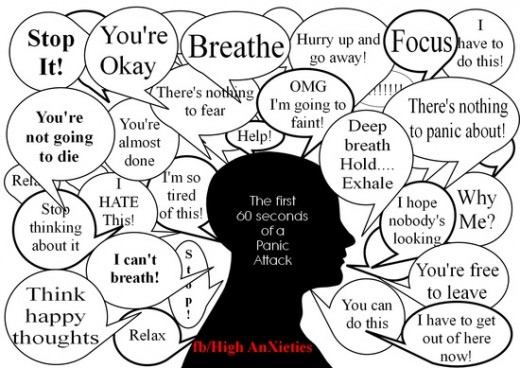 Stop
It!
You're
Okay
Breathe
Hurry up and
go away!
Focus
I
have to
do this!
There's nothing
to fear
OMG
I'm going to
faint!
!!!!!!!
There's nothing
to panic about!
You're
not going
to die
You're
almost
done
Help!
Deep
breath
Hold....
Exhale
Rela
I
HATE
This!
I'm so
tired
of this!
The first
60 seconds
of a
Panic
Attack
I hope
nobody's
looking
Why
Me?
Stop
thinking
about it
I can't
breath!
S
t
o
p
!
You're free
to leave
Think
happy
thoughts
Relax
You can
do this
I have to get
out of here
now!
fb/High AnXieties